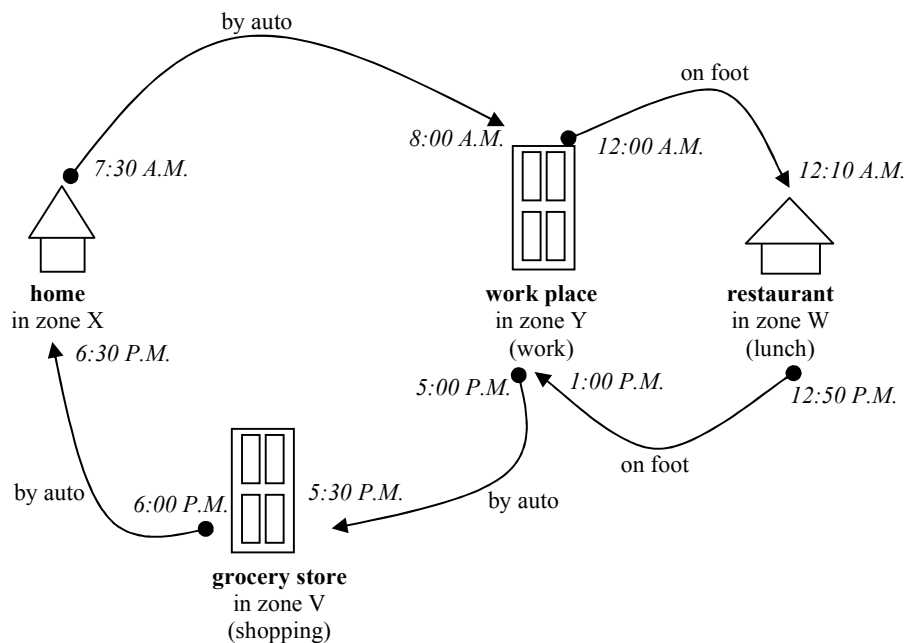 by auto
on foot
8:00 A.M.
12:00 A.M.
7:30 A.M.
12:10 A.M.
home
in zone X
work place
in zone Y
(work)
restaurant
in zone W
(lunch)
6:30 P.M.
5:00 P.M.
1:00 P.M.
12:50 P.M.
on foot
by auto
6:00 P.M.
5:30 P.M.
by auto
grocery store
in zone V
(shopping)